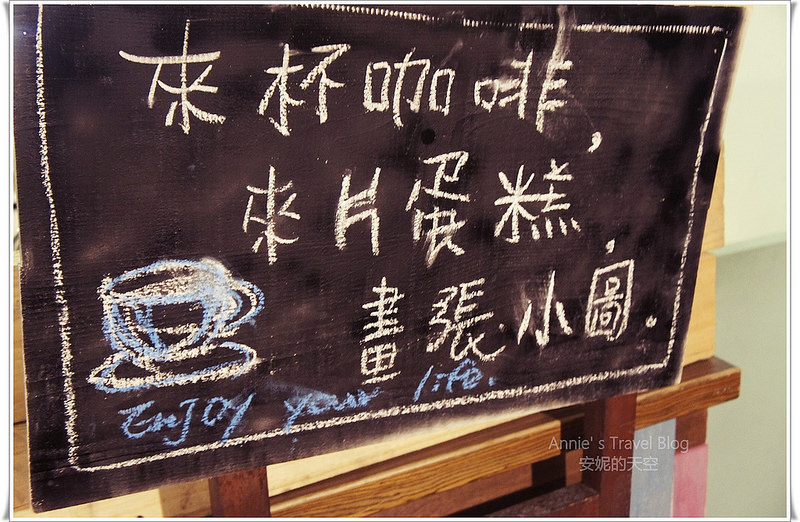 來杯咖啡,
來片蛋糕,
畫張小圖.
Enjoy your life.
Annie' s Travel Blog
安妮的天空